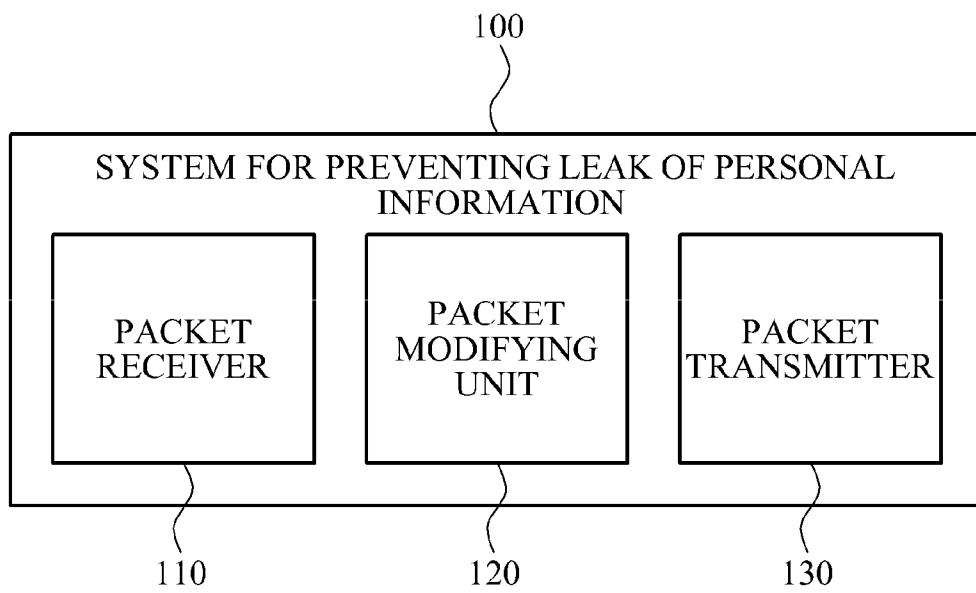 100
SYSTEM FOR PREVENTING LEAK OF PERSONAL
INFORMATION
PACKET
RECEIVER
PACKET
MODIFYING
UNIT
PACKET
TRANSMITTER
110
120
130